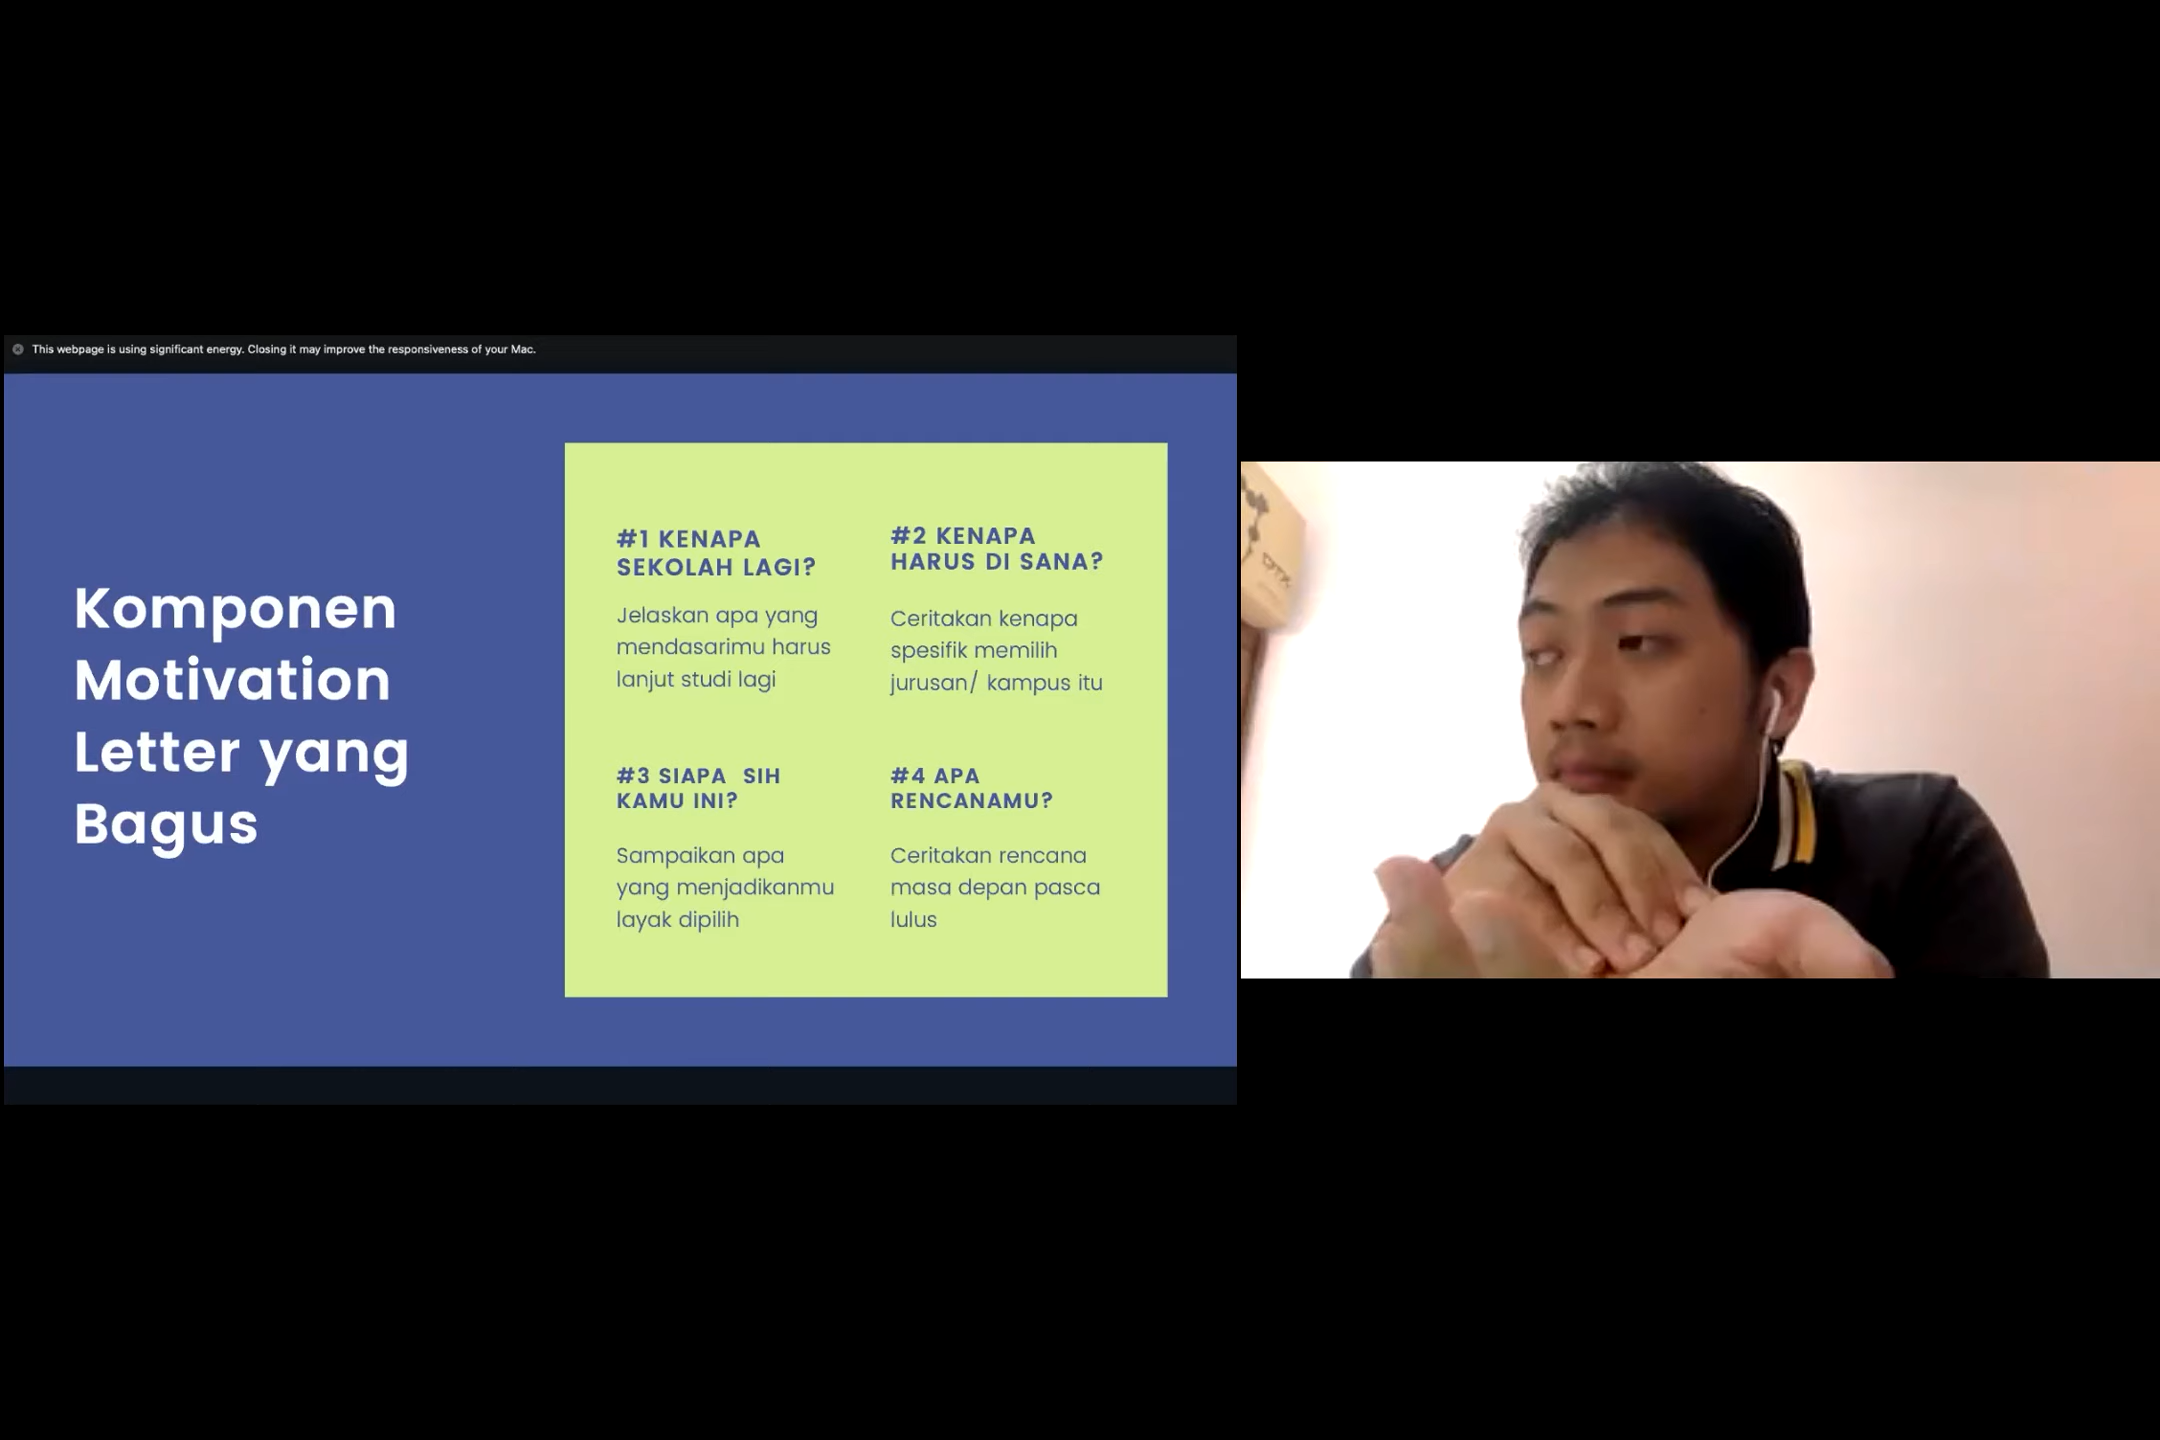 This webpage is using significant energy. Closing it may improve the responsiveness of your Mac.
Komponen
Motivation
Letter yang
Bagus
#1 KENAPA
SEKOLAH LAGI?
Jelaskan apa yang
mendasarimu harus
lanjut studi lagi
#2 KENAPA
HARUS DI SANA?
Ceritakan kenapa
spesifik memilih
jurusan/ kampus itu
#3 SIAPA  SIH
KAMU INI?
Sampaikan apa
yang menjadikanmu
layak dipilih
#4 APA
RENCANAMU?
Ceritakan rencana
masa depan pasca
lulus